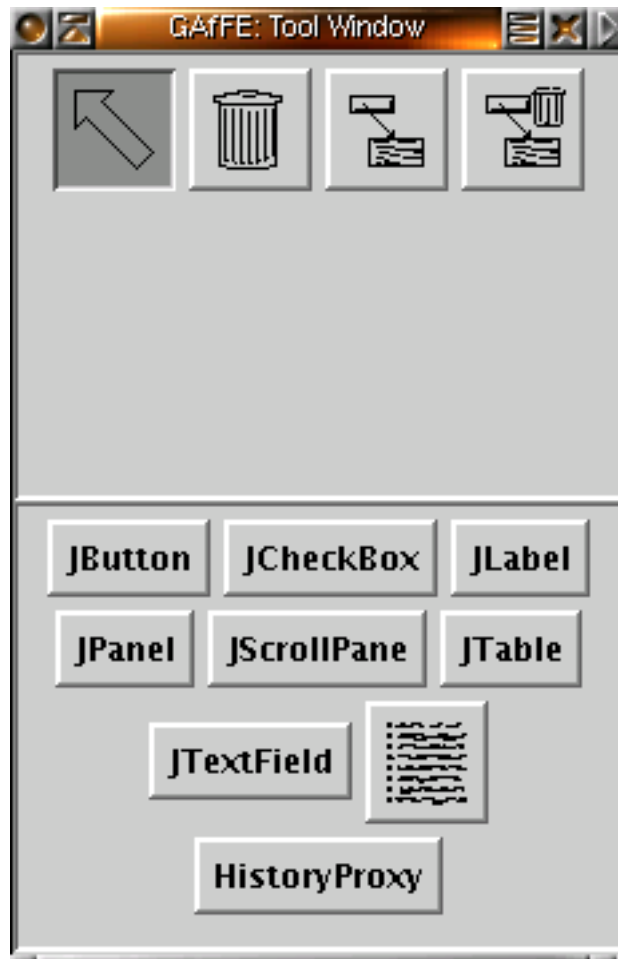 GAfFE: Tool Window
JButton JCheckBox JLabel
JPanel JScrollPane JTable
JTextField
HistoryProxy